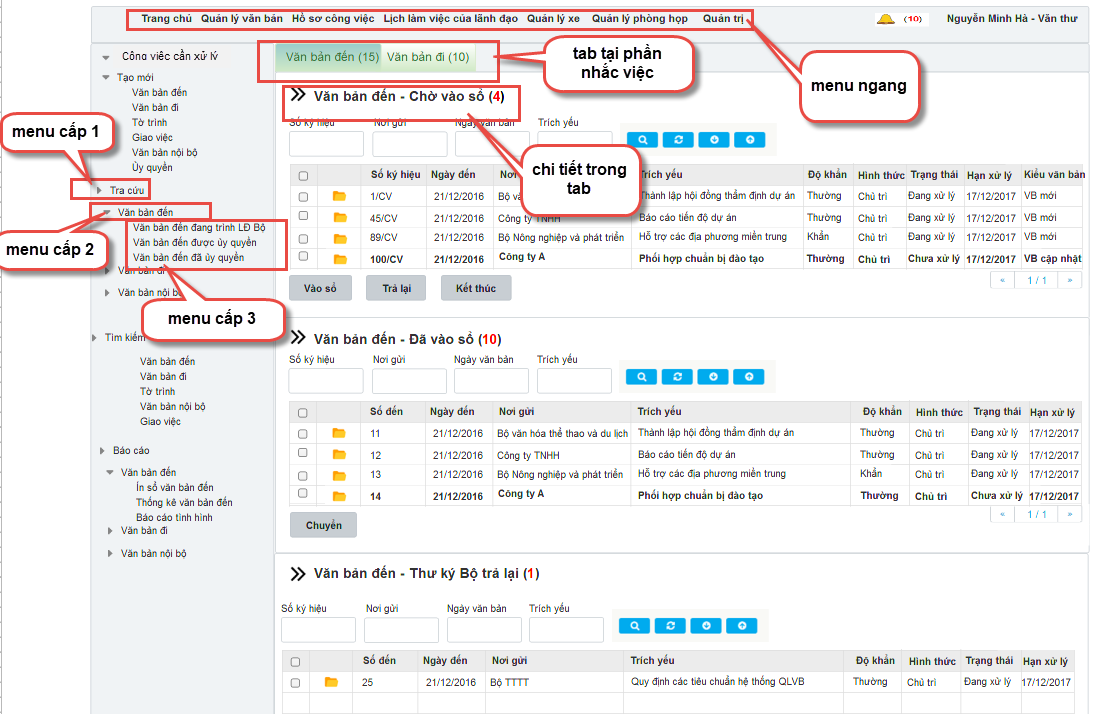 Trang chủ Quản lý văn bản Hồ sơ công việc Lịch làm việc của lãnh đạo Quản lý xe Quản lý phòng họp Quản trị (10) Nguyễn Minh Hà - Văn thư
Công việc cần xử lý
Tạo mới
Văn bản đến
Văn bản đi
Tờ trình
Giao việc
Văn bản nội bộ
Ủy quyền
Tra cứu
Văn bản đến
Văn bản đến đang trình LĐ Bộ
Văn bản đến được ủy quyền
Văn bản đến đã ủy quyền
Văn bản đi
Văn bản nội bộ
Tìm kiếm
Văn bản đến
Văn bản đi
Tờ trình
Văn bản nội bộ
Giao việc
Báo cáo
Văn bản đến
In sổ văn bản đến
Thống kê văn bản đến
Báo cáo tình hình
Văn bản đi
Văn bản nội bộ
menu cấp 1
menu cấp 2
menu cấp 3
Văn bản đến (15) Văn bản đi (10)
tab tại phần
nhắc việc
menu ngang
Văn bản đến - Chờ vào sổ (4)
Số ký hiệu Nơi gửi Ngày văn bản Trích yếu
chi tiết trong
tab
Số ký hiệu Ngày đến Nơi Trích yếu Độ khẩn Hình thức Trạng thái Hạn xử lý Kiểu văn bản
1/CV 21/12/2016 Bộ Thành lập hội đồng thẩm định dự án Thường Chủ trì Đang xử lý 17/12/2017 VB mới
45/CV 21/12/2016 Công ty TNHH Báo cáo tiến độ dự án Thường Chủ trì Đang xử lý 17/12/2017 VB mới
89/CV 21/12/2016 Bộ Nông nghiệp và phát triển Hỗ trợ các địa phương miền trung Khẩn Chủ trì Đang xử lý 17/12/2017 VB mới
100/CV 21/12/2016 Công ty A Phối hợp chuẩn bị đào tạo Thường Chủ trì Chưa xử lý 17/12/2017 VB cập nhật
« 1 / 1 »
Vào sổ Trả lại Kết thúc
Văn bản đến - Đã vào sổ (10)
Số ký hiệu Nơi gửi Ngày văn bản Trích yếu
Số đến Ngày đến Nơi gửi Trích yếu Độ khẩn Hình thức Trạng thái Hạn xử lý
11 21/12/2016 Bộ văn hóa thể thao và du lịch Thành lập hội đồng thẩm định dự án Thường Chủ trì Đang xử lý 17/12/2017
12 21/12/2016 Công ty TNHH Báo cáo tiến độ dự án Thường Chủ trì Đang xử lý 17/12/2017
13 21/12/2016 Bộ Nông nghiệp và phát triển Hỗ trợ các địa phương miền trung Khẩn Chủ trì Đang xử lý 17/12/2017
14 21/12/2016 Công ty A Phối hợp chuẩn bị đào tạo Thường Chủ trì Chưa xử lý 17/12/2017
« 1 / 1 »
Chuyển
Văn bản đến - Thư ký Bộ trả lại (1)
Số ký hiệu Nơi gửi Ngày văn bản Trích yếu
Số đến Ngày đến Nơi gửi Trích yếu Độ khẩn Hình thức Trạng thái Hạn xử lý
25 21/12/2016 Bộ TTTT Quy định các tiêu chuẩn hệ thống QLVB Thường Chủ trì Đang xử lý 17/12/2017